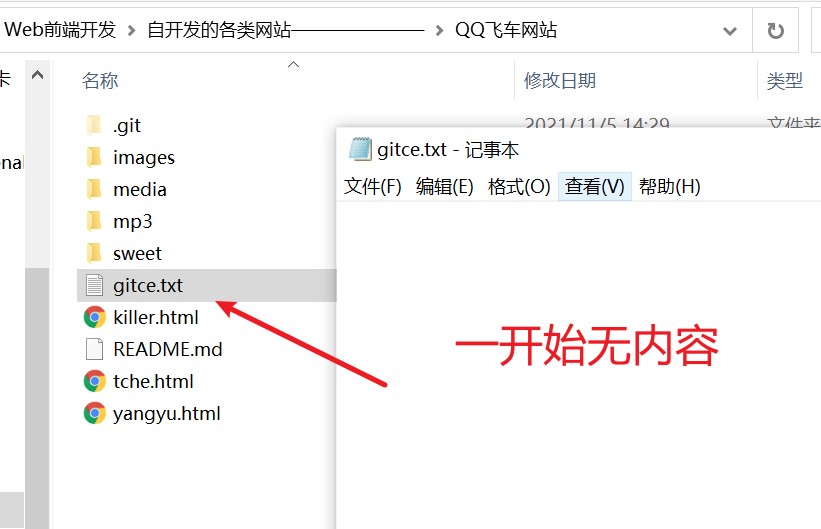 Web前端开发 > 自开发的各类网站—————— > QQ飞车网站
卡
名称
修改日期
类型
.git
2021/11/5 14:29
文件夹
images
media
mp3
sweet
gitce.txt
killer.html
README.md
tche.html
yangyu.html
gitce.txt - 记事本
文件(F) 编辑(E) 格式(O) 查看(V) 帮助(H)
一开始无内容